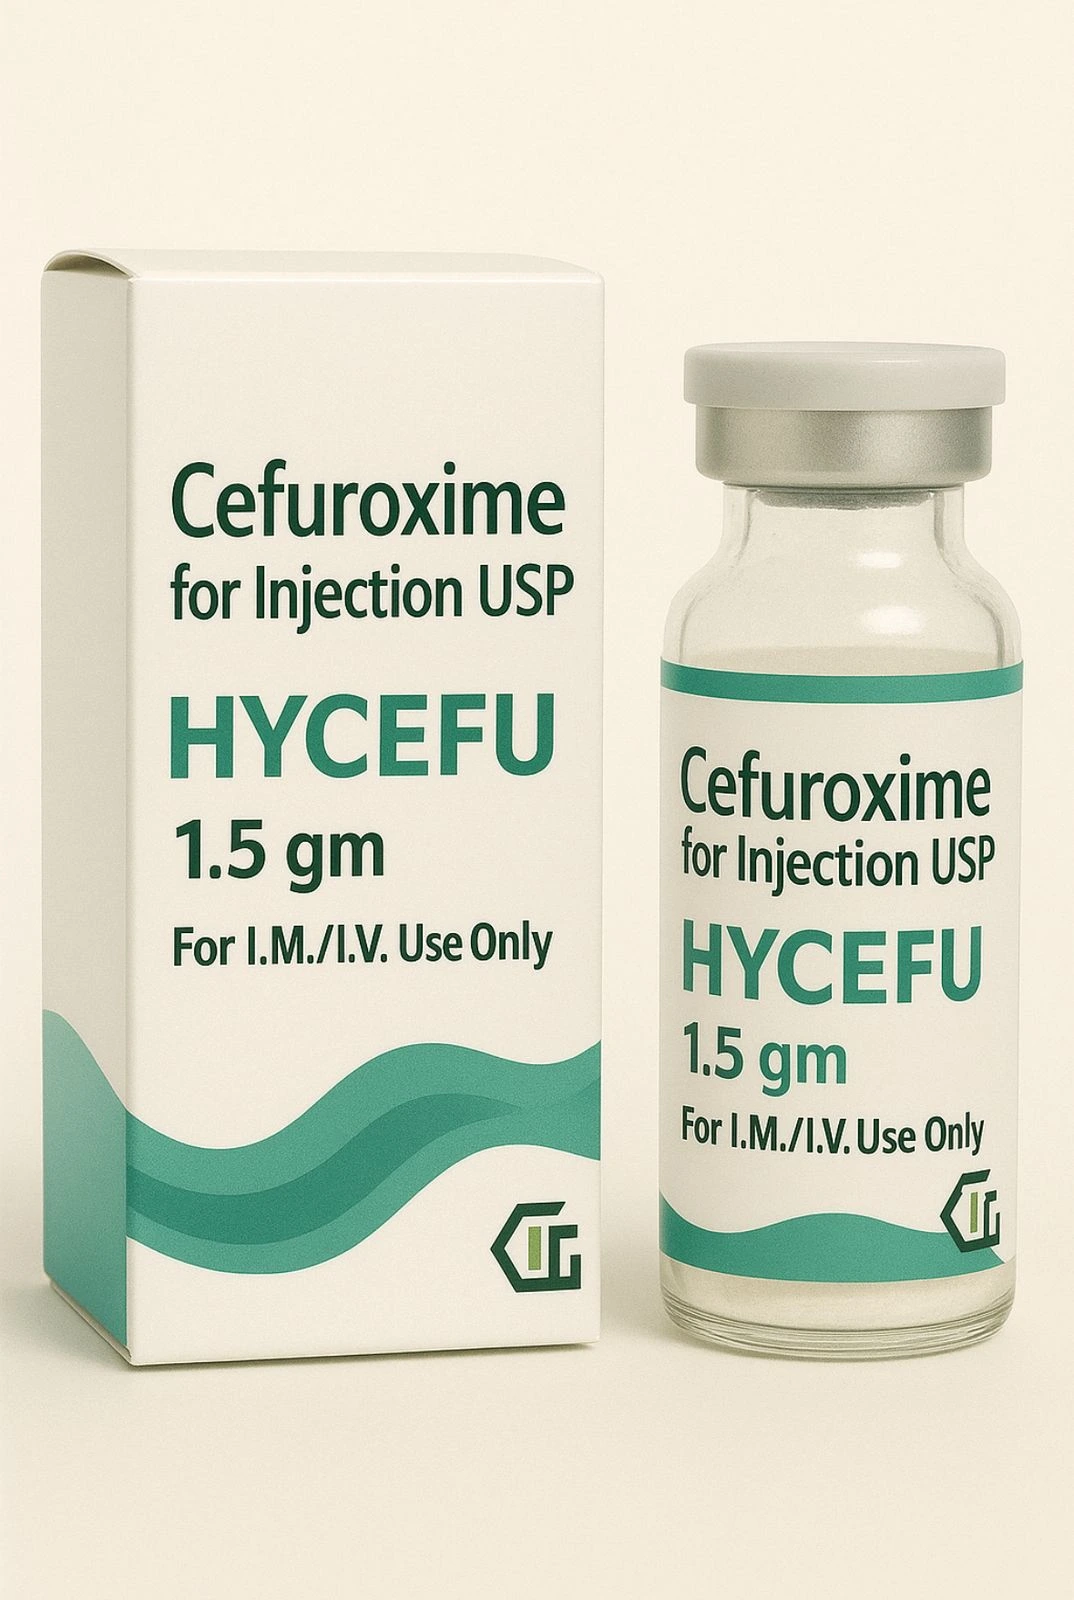 Cefuroxime
for Injection USP
HYCEFU
1.5 gm
For I.M./I.V. Use Only
Cefuroxime
for Injection USP
HYCEFU
1.5 gm
For I.M./I.V. Use Only